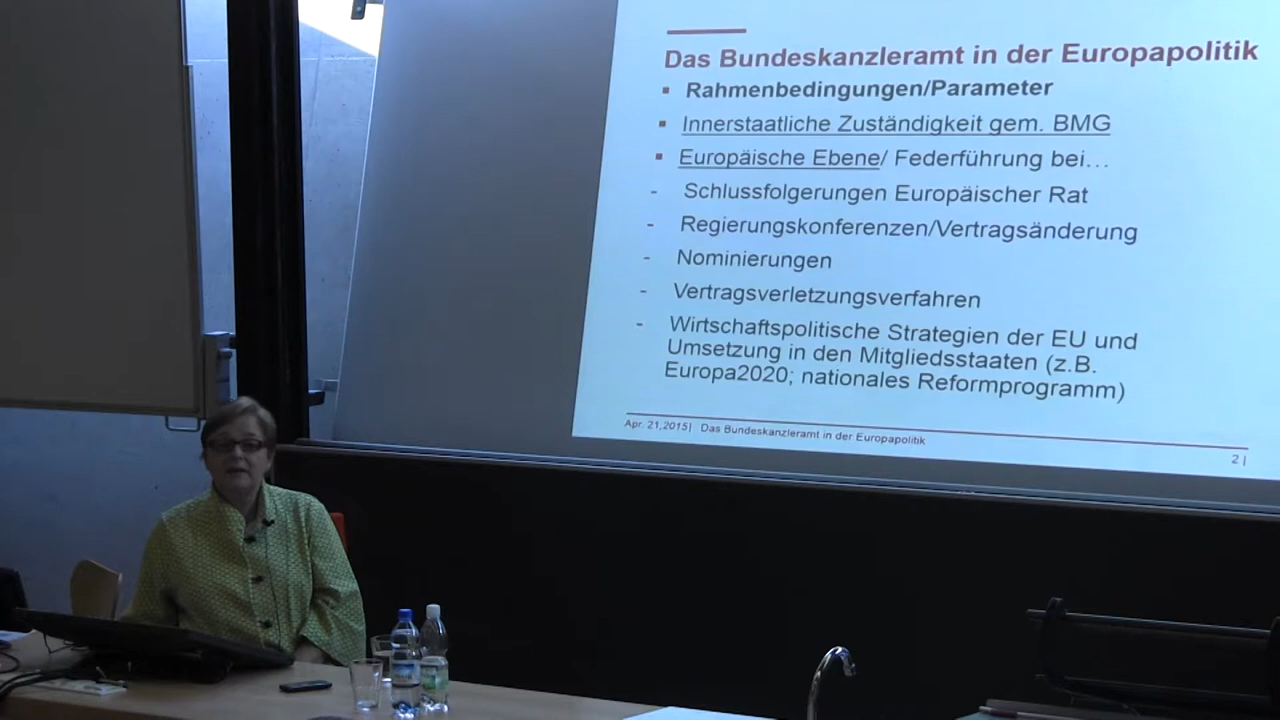 Das Bundeskanzleramt in der Europapolitik
▪ Rahmenbedingungen/Parameter
▪ Innerstaatliche Zuständigkeit gem. BMG
▪ Europäische Ebene/ Federführung bei…
- Schlussfolgerungen Europäischer Rat
- Regierungskonferenzen/Vertragsänderung
- Nominierungen
- Vertragsverletzungsverfahren
- Wirtschaftspolitische Strategien der EU und
Umsetzung in den Mitgliedsstaaten (z.B.
Europa2020; nationales Reformprogramm)
Apr. 21,2015| Das Bundeskanzleramt in der Europapolitik
2|